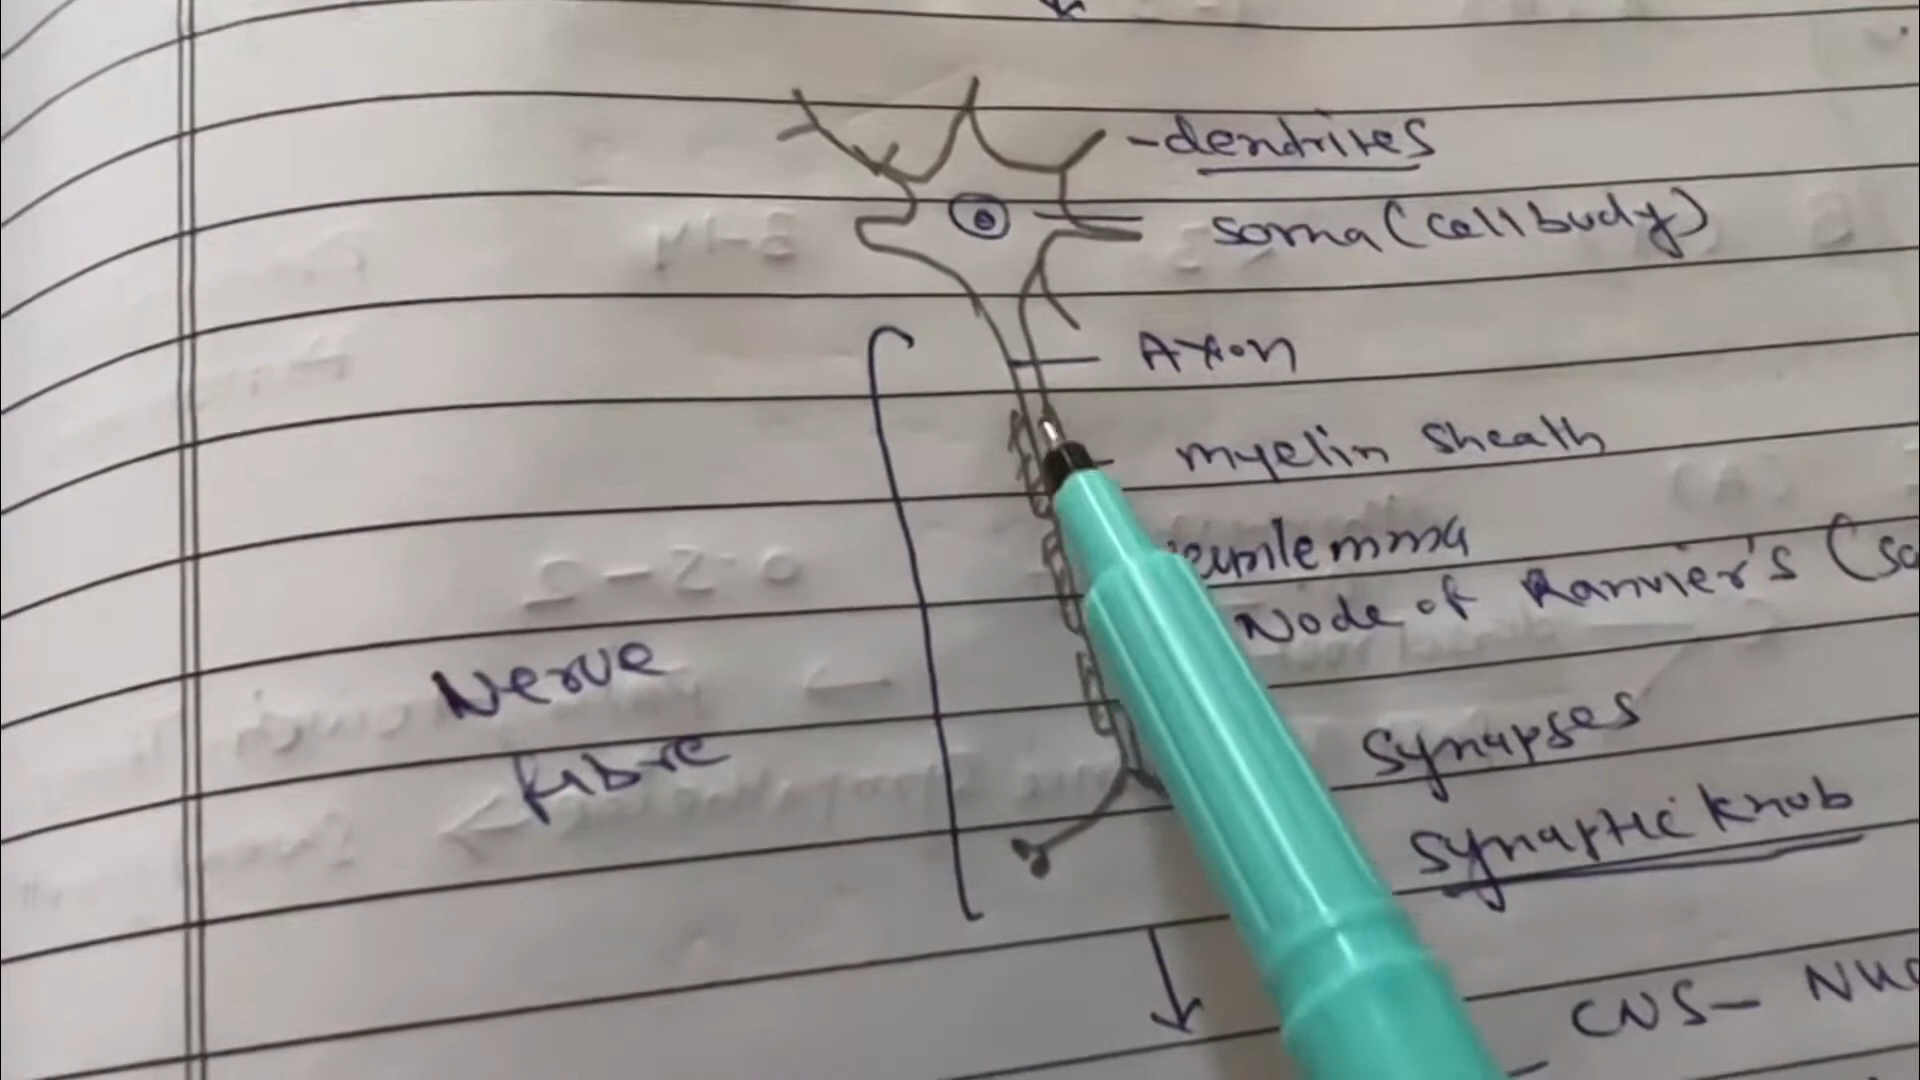 -dendrites
soma (cell body)
Axon
myelin sheath
Node of Ranvier's (
Nerve
fibre
synapses
synaptic knob
CNS-